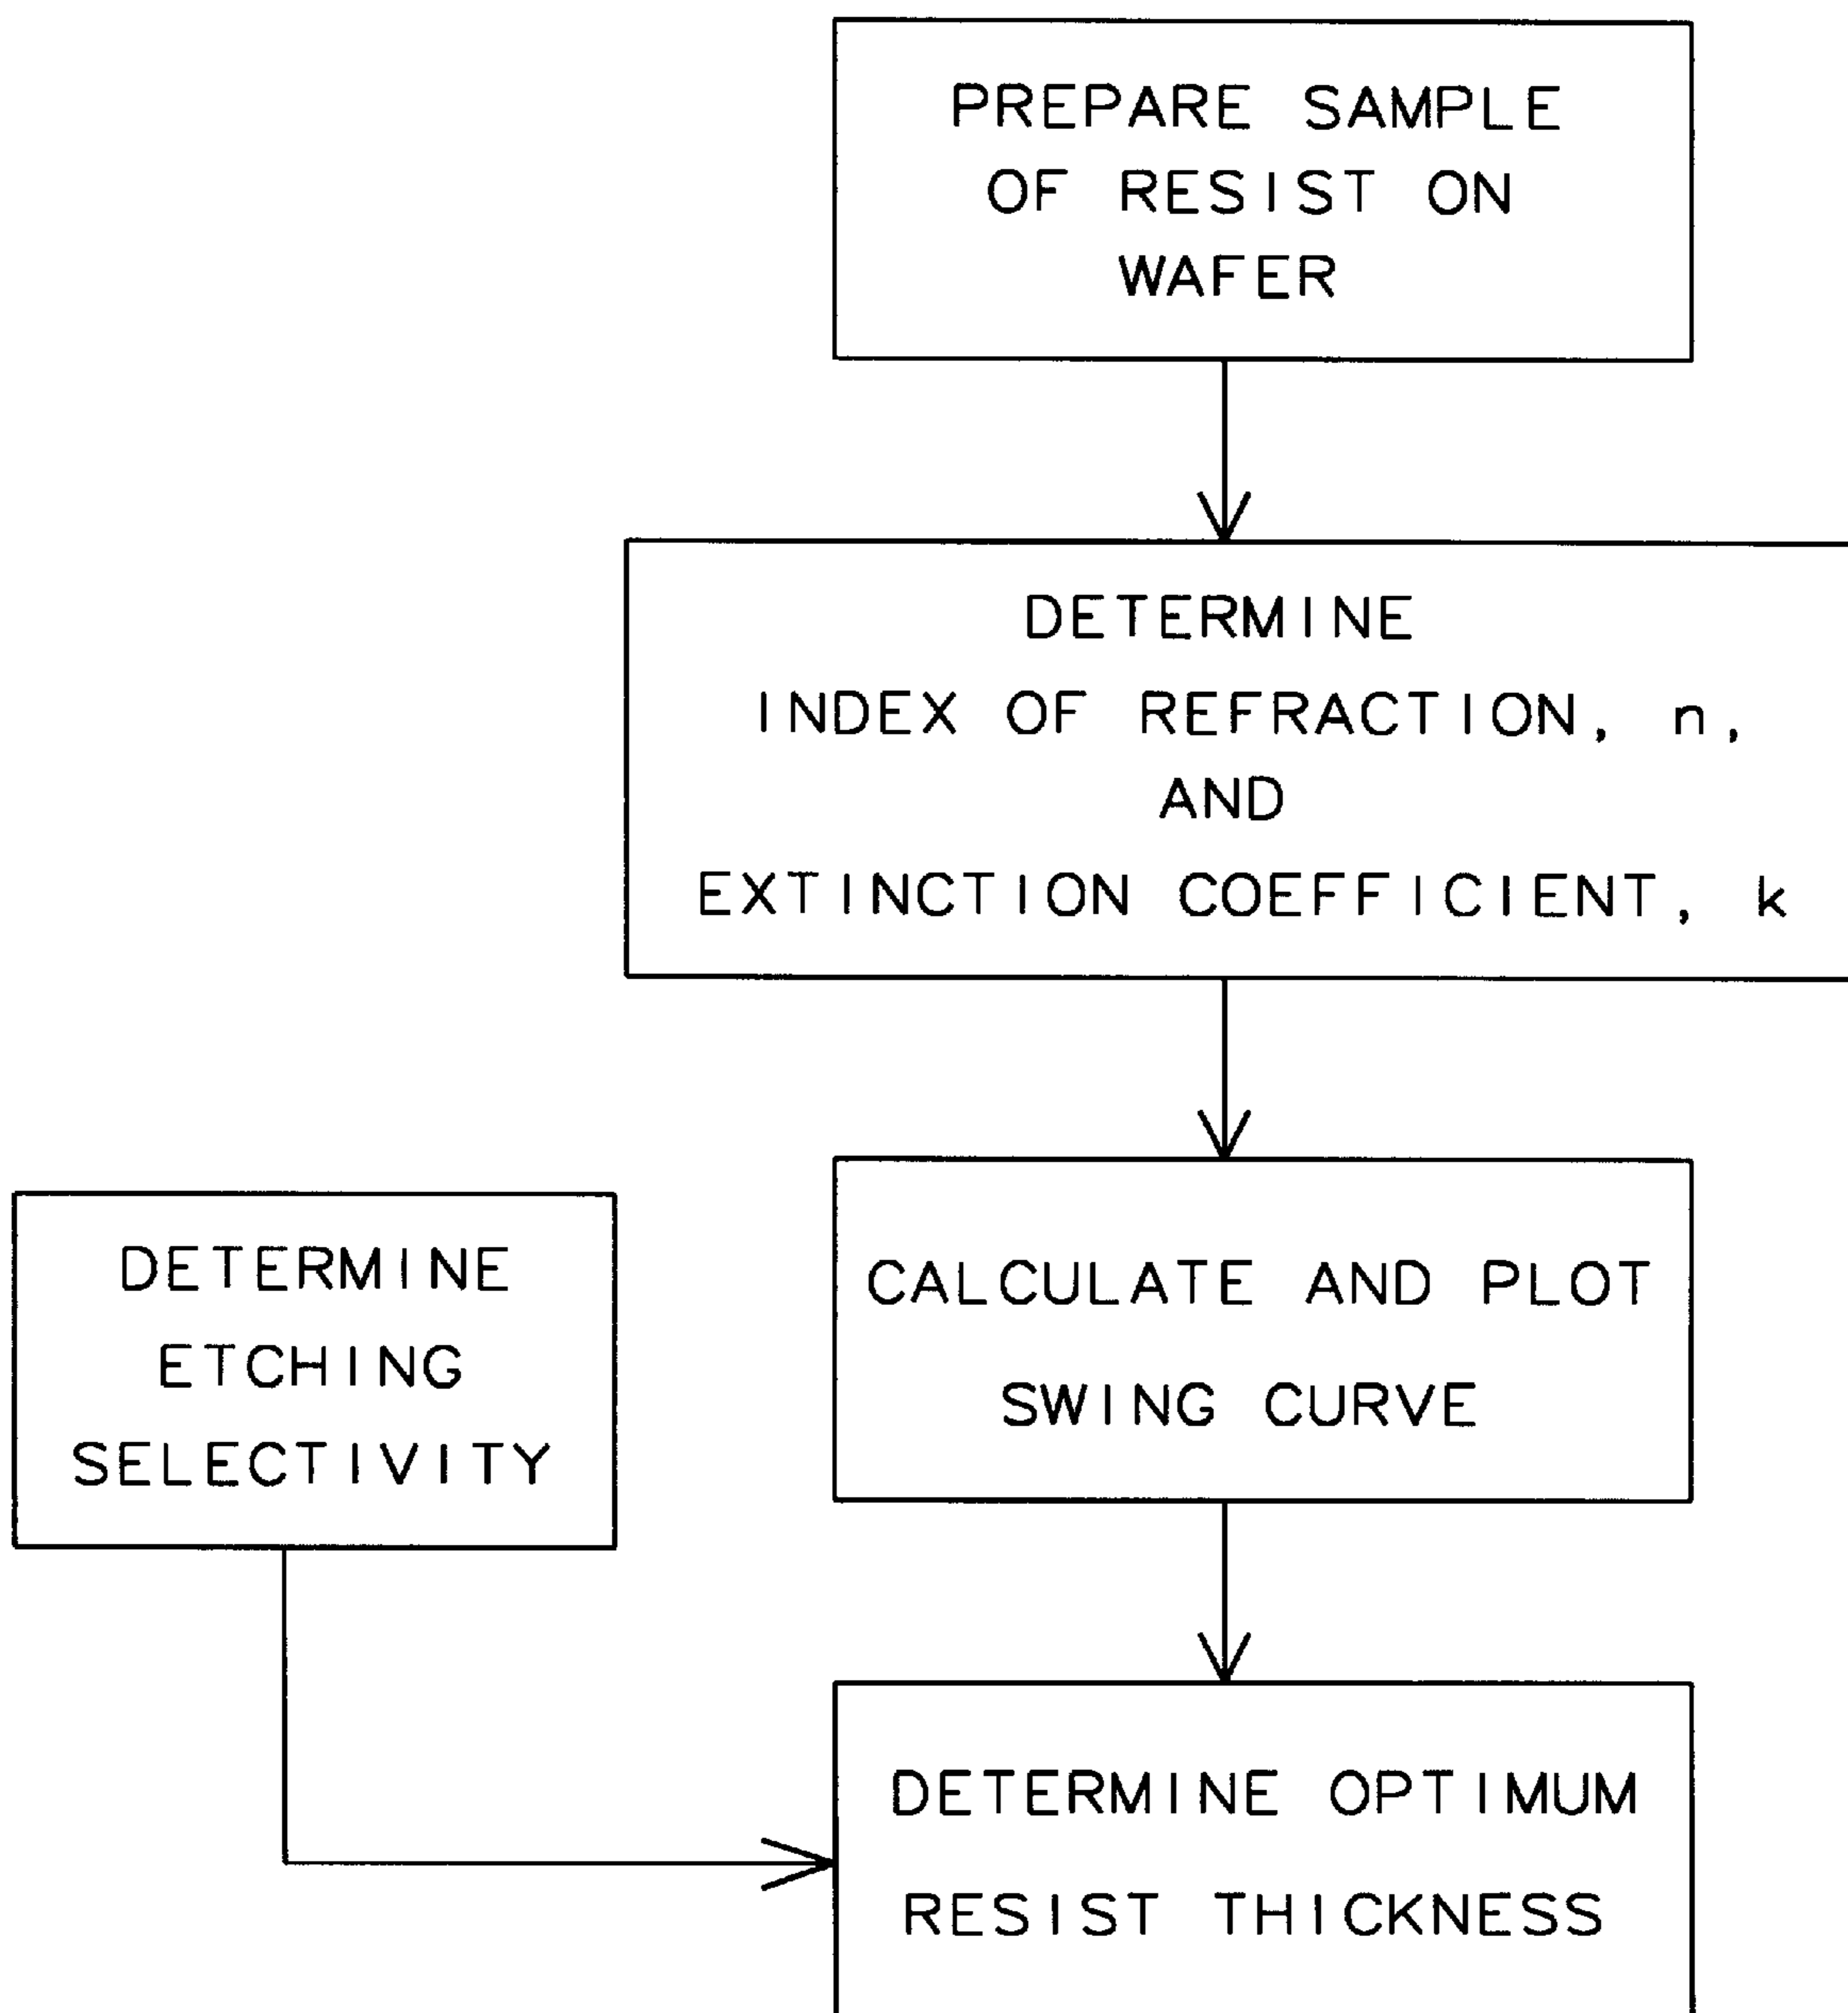 PREPARE SAMPLE
OF RESIST ON
WAFER
DETERMINE
INDEX OF REFRACTION, n,
AND
EXTINCTION COEFFICIENT, k
DETERMINE
ETCHING
SELECTIVITY
CALCULATE AND PLOT
SWING CURVE
DETERMINE OPTIMUM
RESIST THICKNESS